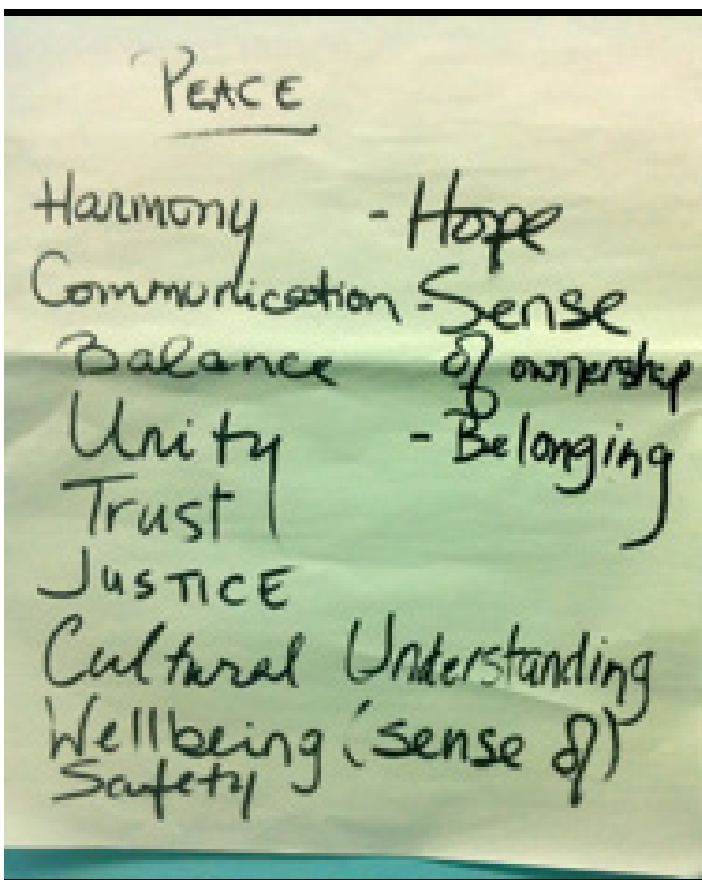 PEACE
Harmony
Communication
Balance
Unity
Trust
JUSTICE
Cultural Understanding
Wellbeing (sense of)
Safety
- Hope
- Sense
of ownership
- Belonging